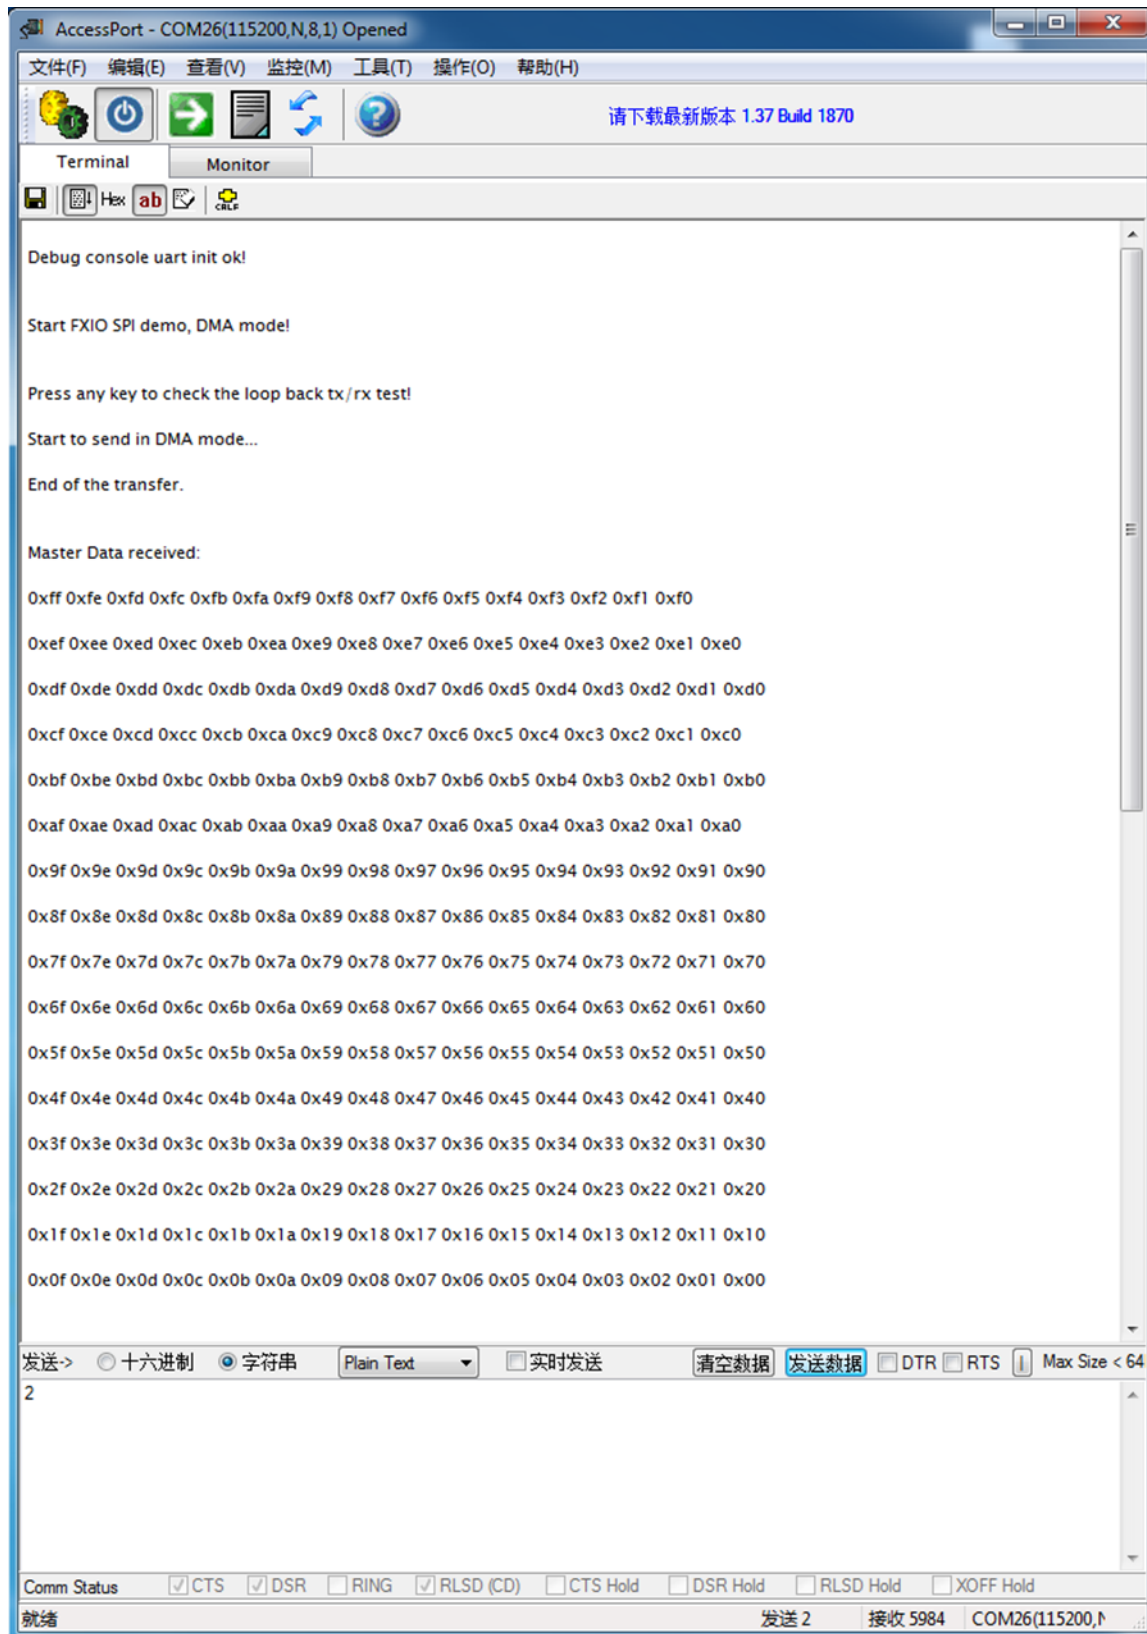 AccessPort - COM26(115200,N,8,1) Opened
文件(F) 编辑(E) 查看(V) 监控(M) 工具(T) 操作(O) 帮助(H)
请下载最新版本 1.37 Build 1870
Terminal Monitor
Hex ab CRLF
Debug console uart init ok!
Start FXIO SPI demo, DMA mode!
Press any key to check the loop back tx/rx test!
Start to send in DMA mode...
End of the transfer.
Master Data received:
0xff 0xfe 0xfd 0xfc 0xfb 0xfa 0xf9 0xf8 0xf7 0xf6 0xf5 0xf4 0xf3 0xf2 0xf1 0xf0
0xef 0xee 0xed 0xec 0xeb 0xea 0xe9 0xe8 0xe7 0xe6 0xe5 0xe4 0xe3 0xe2 0xe1 0xe0
0xdf 0xde 0xdd 0xdc 0xdb 0xda 0xd9 0xd8 0xd7 0xd6 0xd5 0xd4 0xd3 0xd2 0xd1 0xd0
0xcf 0xce 0xcd 0xcc 0xcb 0xca 0xc9 0xc8 0xc7 0xc6 0xc5 0xc4 0xc3 0xc2 0xc1 0xc0
0xbf 0xbe 0xbd 0xbc 0xbb 0xba 0xb9 0xb8 0xb7 0xb6 0xb5 0xb4 0xb3 0xb2 0xb1 0xb0
0xaf 0xae 0xad 0xac 0xab 0xaa 0xa9 0xa8 0xa7 0xa6 0xa5 0xa4 0xa3 0xa2 0xa1 0xa0
0x9f 0x9e 0x9d 0x9c 0x9b 0x9a 0x99 0x98 0x97 0x96 0x95 0x94 0x93 0x92 0x91 0x90
0x8f 0x8e 0x8d 0x8c 0x8b 0x8a 0x89 0x88 0x87 0x86 0x85 0x84 0x83 0x82 0x81 0x80
0x7f 0x7e 0x7d 0x7c 0x7b 0x7a 0x79 0x78 0x77 0x76 0x75 0x74 0x73 0x72 0x71 0x70
0x6f 0x6e 0x6d 0x6c 0x6b 0x6a 0x69 0x68 0x67 0x66 0x65 0x64 0x63 0x62 0x61 0x60
0x5f 0x5e 0x5d 0x5c 0x5b 0x5a 0x59 0x58 0x57 0x56 0x55 0x54 0x53 0x52 0x51 0x50
0x4f 0x4e 0x4d 0x4c 0x4b 0x4a 0x49 0x48 0x47 0x46 0x45 0x44 0x43 0x42 0x41 0x40
0x3f 0x3e 0x3d 0x3c 0x3b 0x3a 0x39 0x38 0x37 0x36 0x35 0x34 0x33 0x32 0x31 0x30
0x2f 0x2e 0x2d 0x2c 0x2b 0x2a 0x29 0x28 0x27 0x26 0x25 0x24 0x23 0x22 0x21 0x20
0x1f 0x1e 0x1d 0x1c 0x1b 0x1a 0x19 0x18 0x17 0x16 0x15 0x14 0x13 0x12 0x11 0x10
0x0f 0x0e 0x0d 0x0c 0x0b 0x0a 0x09 0x08 0x07 0x06 0x05 0x04 0x03 0x02 0x01 0x00
发送-> 十六进制 字符串 Plain Text 实时发送 清空数据 发送数据 DTR RTS Max Size < 64
2
Comm Status CTS DSR RING RLSD (CD) CTS Hold DSR Hold RLSD Hold XOFF Hold
就绪 发送 2 接收 5984 COM26(115200,N